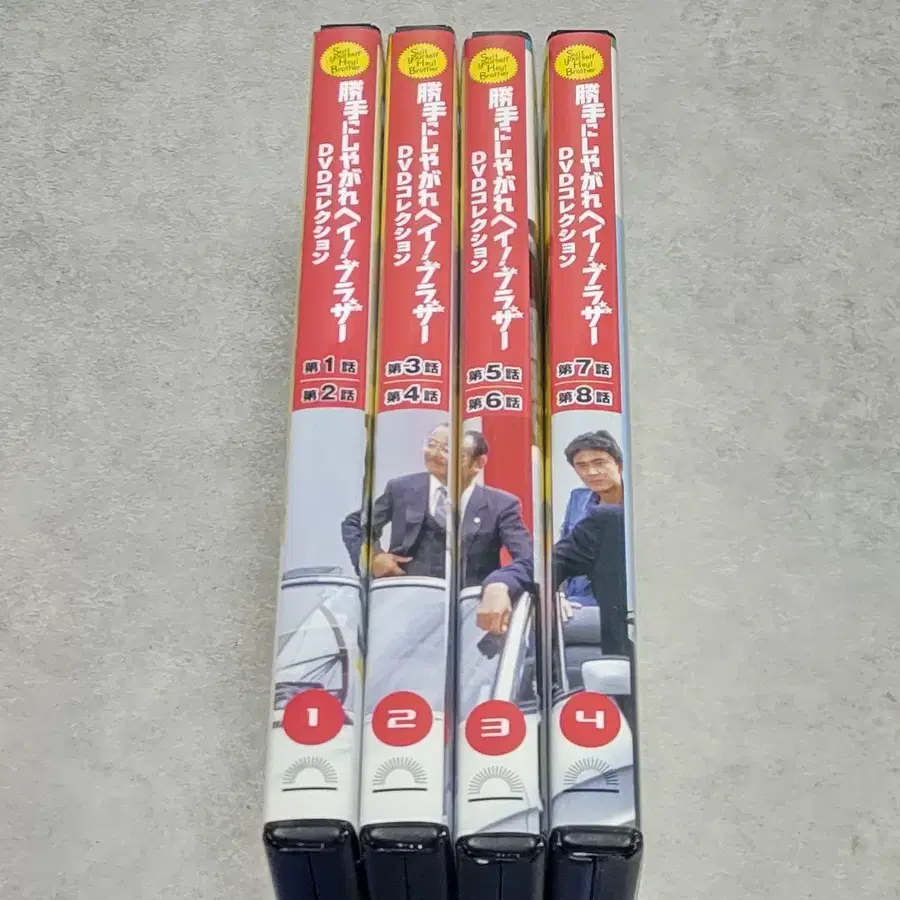 Suit
Yourself
Hey!
Brother
勝手にしやがれヘイ!ブラザー
DVDコレクション
第1話
第2話
1
Suit
Yourself
Hey!
Brother
勝手にしやがれヘイ!ブラザー
DVDコレクション
第3話
第4話
2
Suit
Yourself
Hey!
Brother
勝手にしやがれヘイ!ブラザー
DVDコレクション
第5話
第6話
3
Suit
Yourself
Hey!
Brother
勝手にしやがれヘイ!ブラザー
DVDコレクション
第7話
第8話
4